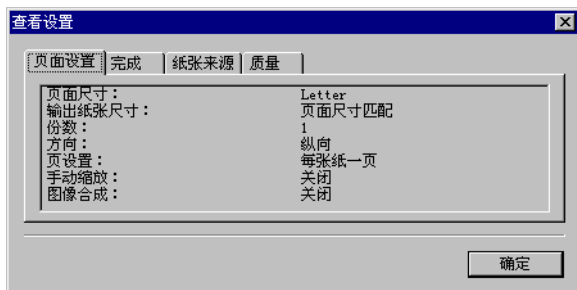 查看设置
页面设置 完成 纸张来源 质量
页面尺寸： Letter
输出纸张尺寸： 页面尺寸匹配
份数： 1
方向： 纵向
页设置： 每张纸一页
手动缩放： 关闭
图像合成： 关闭
确定